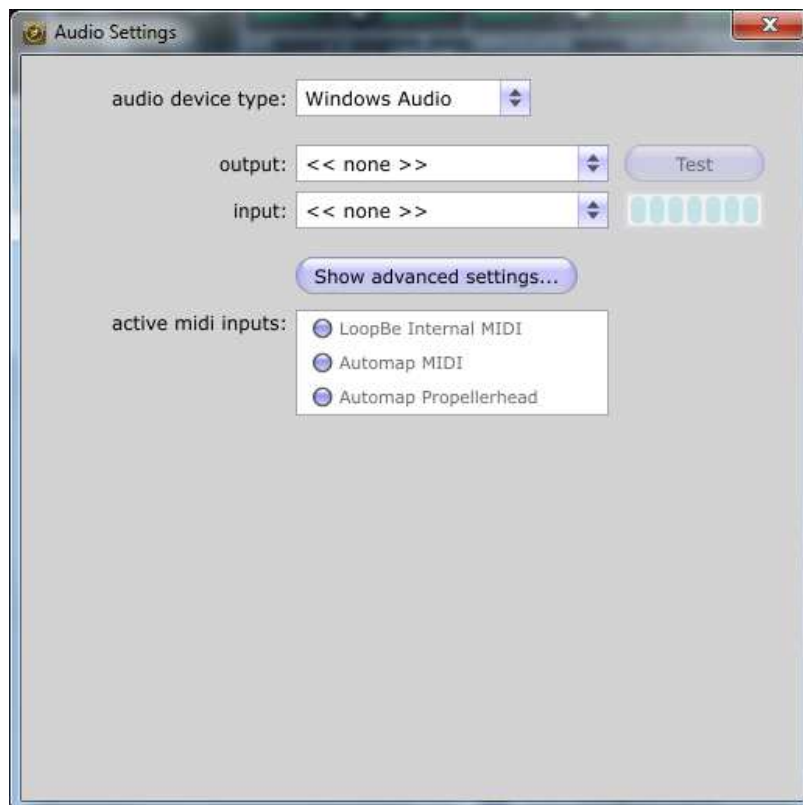 Audio Settings
X
audio device type: Windows Audio
output: << none >> Test
input: << none >>
Show advanced settings...
active midi inputs: LoopBe Internal MIDI
Automap MIDI
Automap Propellerhead